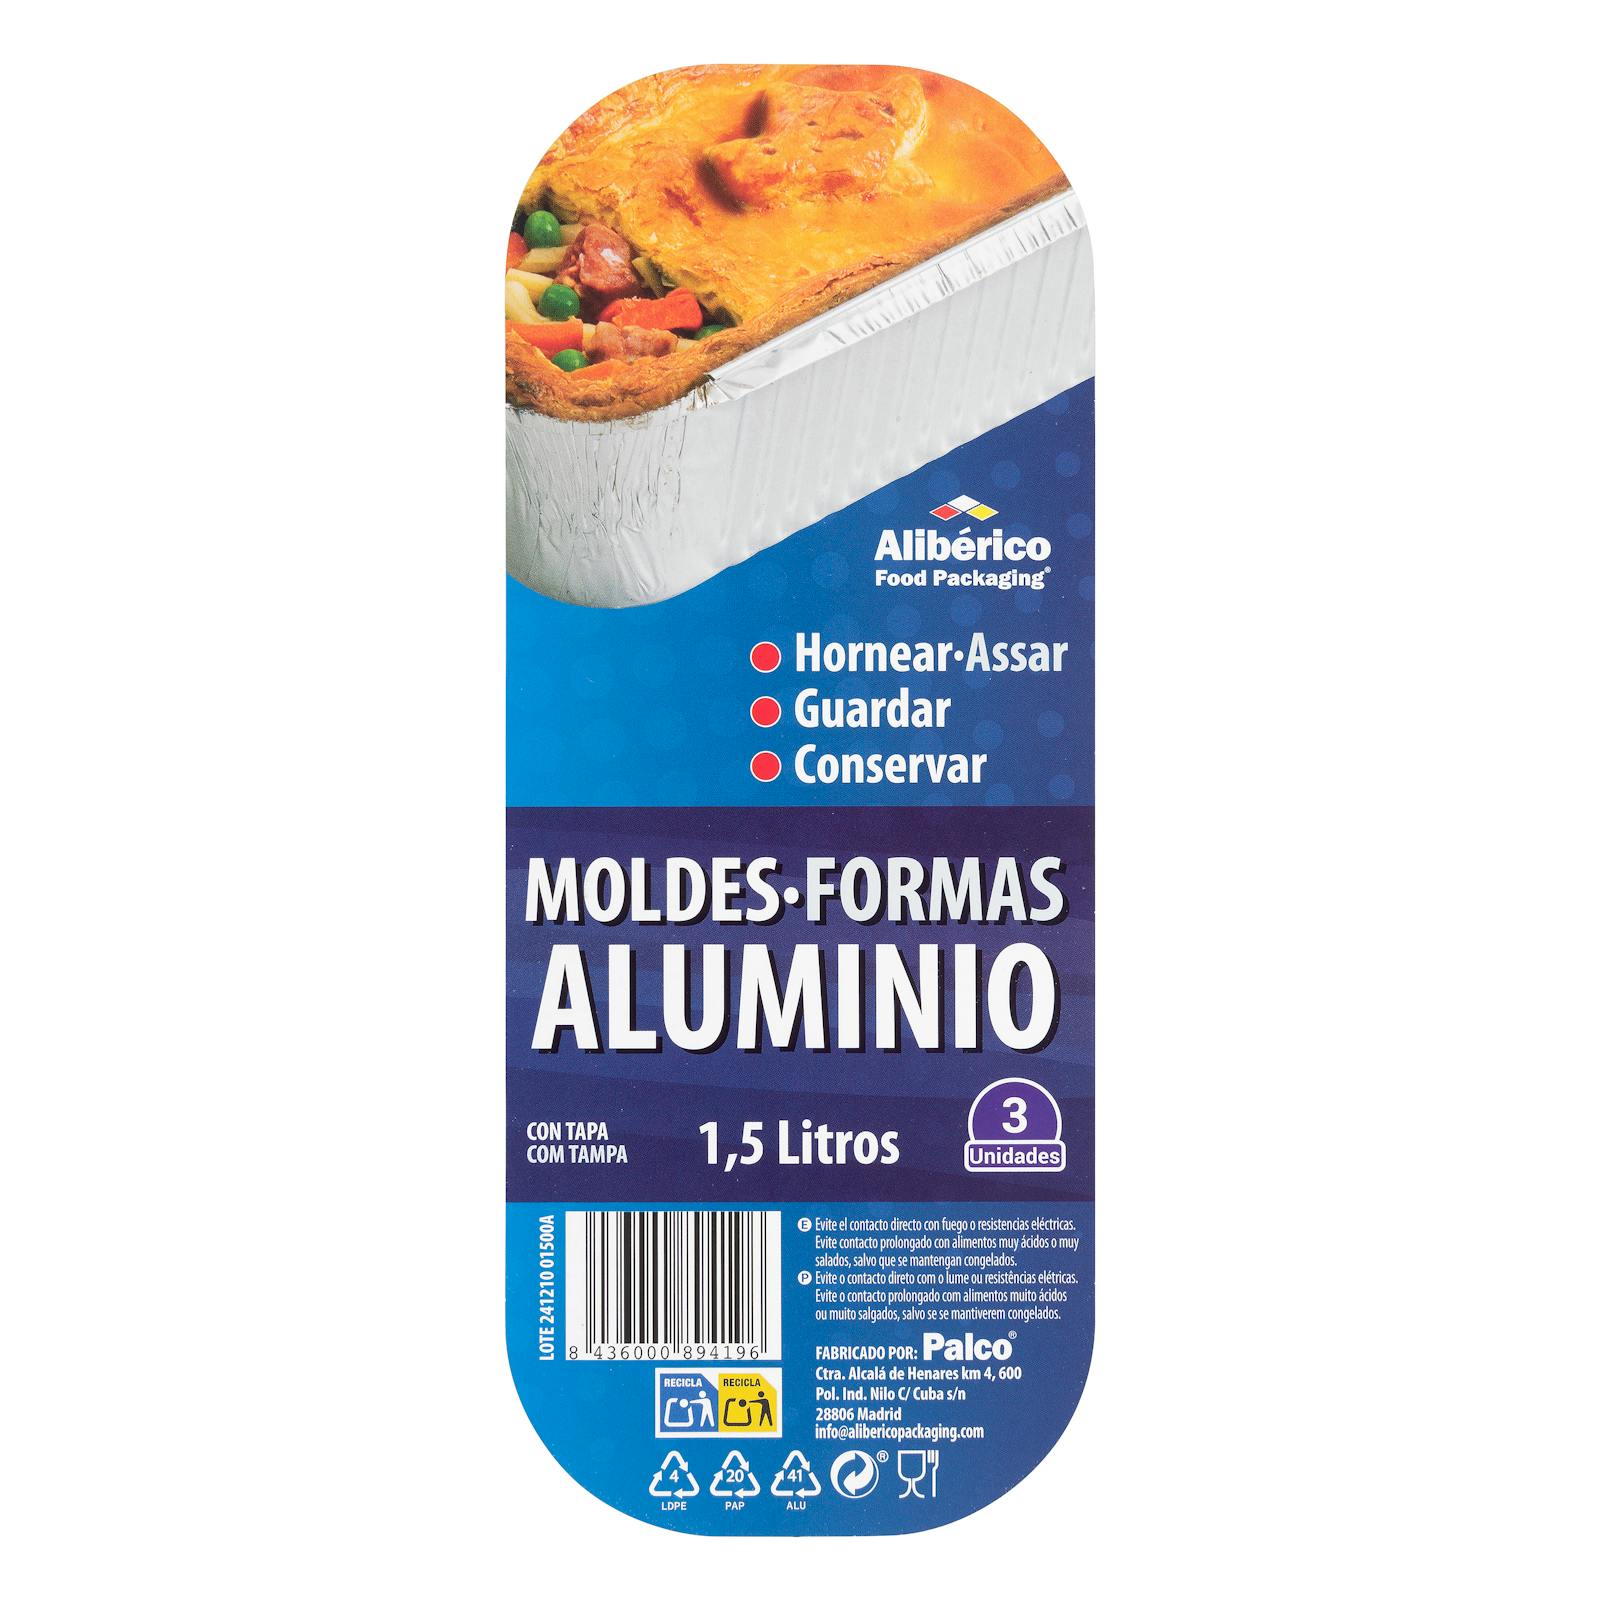 Alibérico
Food Packaging®
Hornear·Assar
Guardar
Conservar
MOLDES·FORMAS
ALUMINIO
CON TAPA
COM TAMPA
1,5 Litros
3
Unidades
LOTE 241210 01500A
8 436000 894196
E Evite el contacto directo con fuego o resistencias eléctricas.
Evite contacto prolongado con alimentos muy ácidos o muy
salados, salvo que se mantengan congelados.
P Evite o contacto direto com o lume ou resistências elétricas.
Evite o contacto prolongado com alimentos muito ácidos
ou muito salgados, salvo se se mantiverem congelados.
FABRICADO POR: Palco®
Ctra. Alcalá de Henares km 4, 600
Pol. Ind. Nilo C/ Cuba s/n
28806 Madrid
info@alibericopackaging.com
RECICLA RECICLA
4 20 41 ®
LDPE PAP ALU